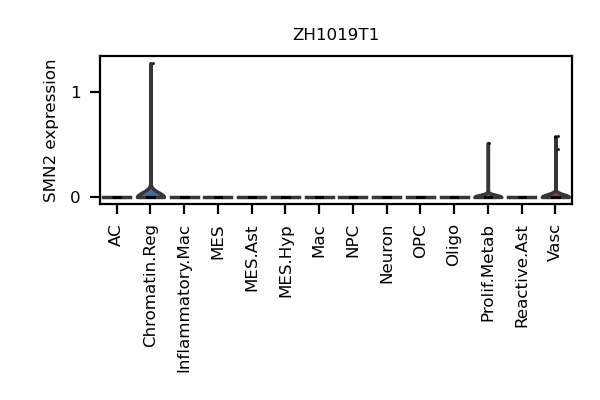 ZH1019T1
SMN2 expression
1
0
AC
Chromatin.Reg
Inflammatory.Mac
MES
MES.Ast
MES.Hyp
Mac
NPC
Neuron
OPC
Oligo
Prolif.Metab
Reactive.Ast
Vasc